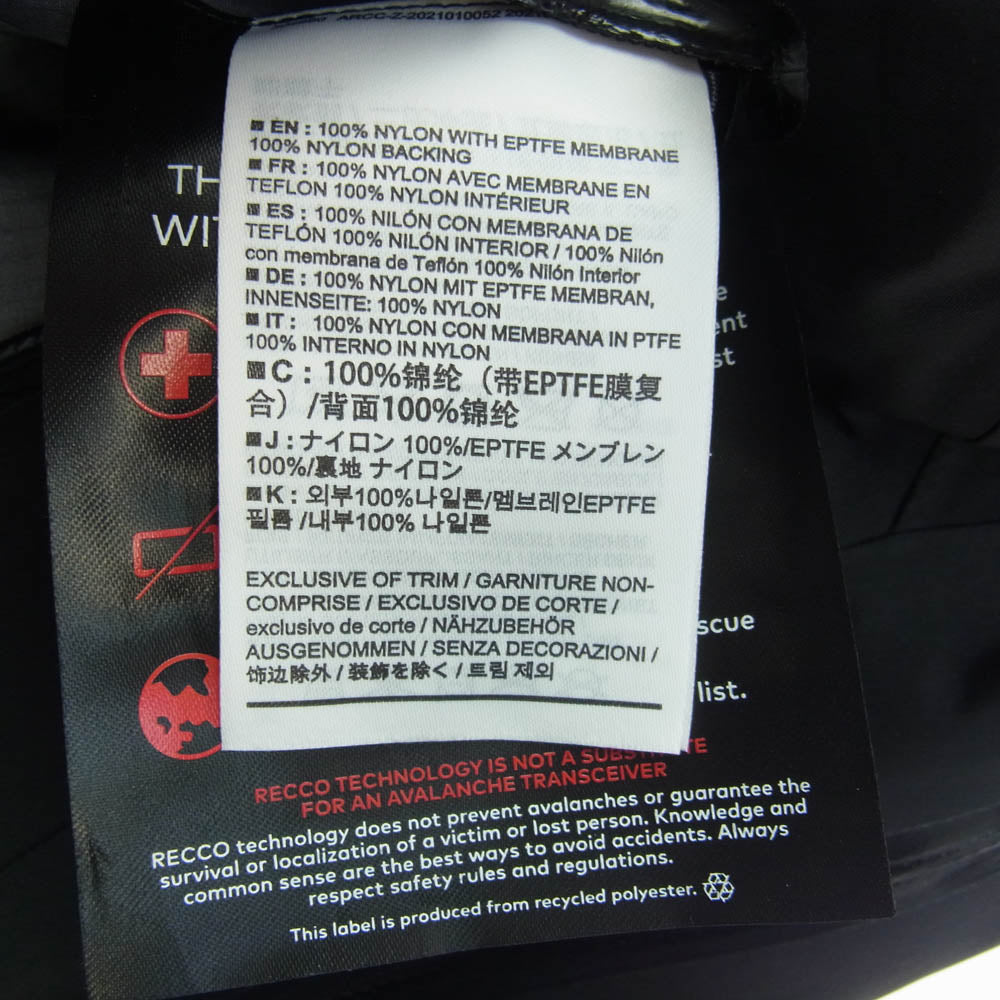 ARCC-Z-2021010052
EN : 100% NYLON WITH EPTFE MEMBRANE
100% NYLON BACKING
FR : 100% NYLON AVEC MEMBRANE EN
TEFLON 100% NYLON INTÉRIEUR
ES : 100% NILÓN CON MEMBRANA DE
TEFLÓN 100% NILÓN INTERIOR / 100% Nilón
con membrana de Teflón 100% Nilón Interior
DE : 100% NYLON MIT EPTFE MEMBRAN,
INNENSEITE: 100% NYLON
IT : 100% NYLON CON MEMBRANA IN PTFE
100% INTERNO IN NYLON
C : 100%锦纶（带EPTFE膜复
合）/背面100%锦纶
J : ナイロン 100%/EPTFE メンブレン
100%/裏地 ナイロン
K : 외부100%나일론/멤브레인EPTFE
필름 /내부100% 나일론
EXCLUSIVE OF TRIM / GARNITURE NON-
COMPRISE / EXCLUSIVO DE CORTE /
exclusivo de corte / NÄHZUBEHÖR
AUSGENOMMEN / SENZA DECORAZIONI /
饰边除外 / 装飾を除く / 트림 제외
TH
WI
e
ent
st
scue
list.
RECCO TECHNOLOGY IS NOT A SUBS TE
FOR AN AVALANCHE TRANSCEIVER
RECCO technology does not prevent avalanches or guarantee the
survival or localization of a victim or lost person. Knowledge and
common sense are the best ways to avoid accidents. Always
respect safety rules and regulations.
This label is produced from recycled polyester.